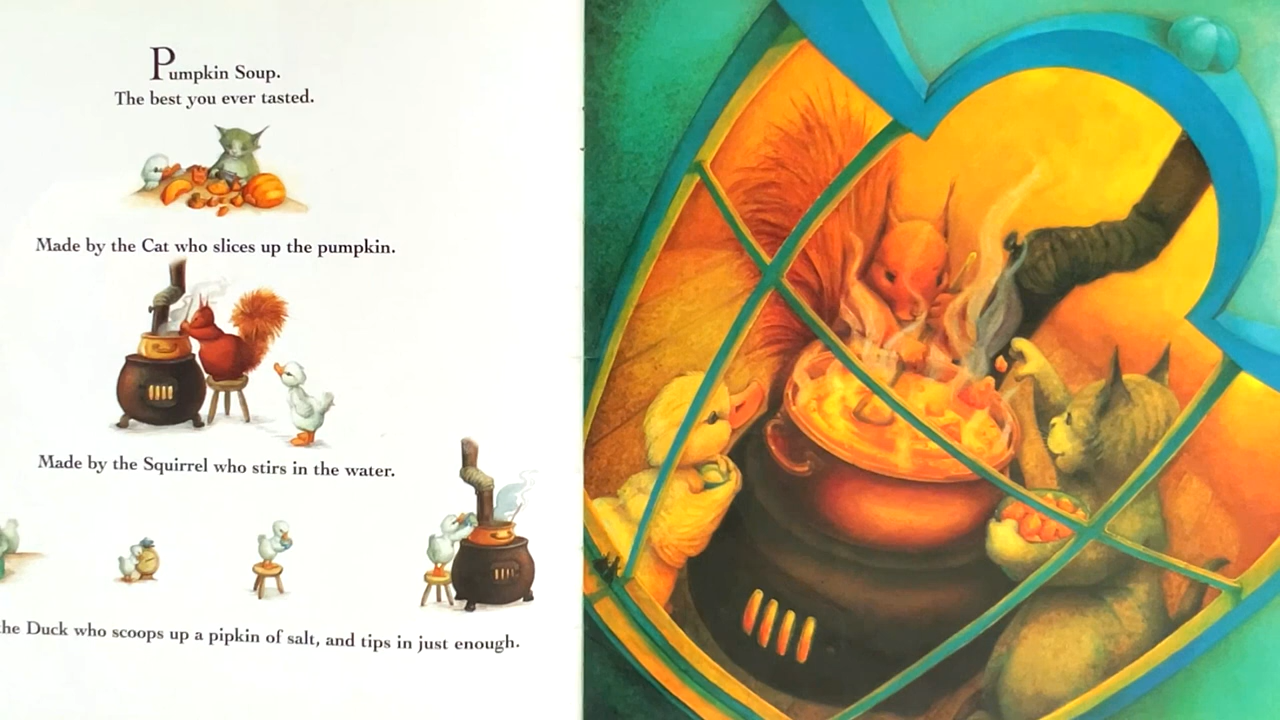 Pumpkin Soup.
The best you ever tasted.
Made by the Cat who slices up the pumpkin.
Made by the Squirrel who stirs in the water.
the Duck who scoops up a pipkin of salt, and tips in just enough.